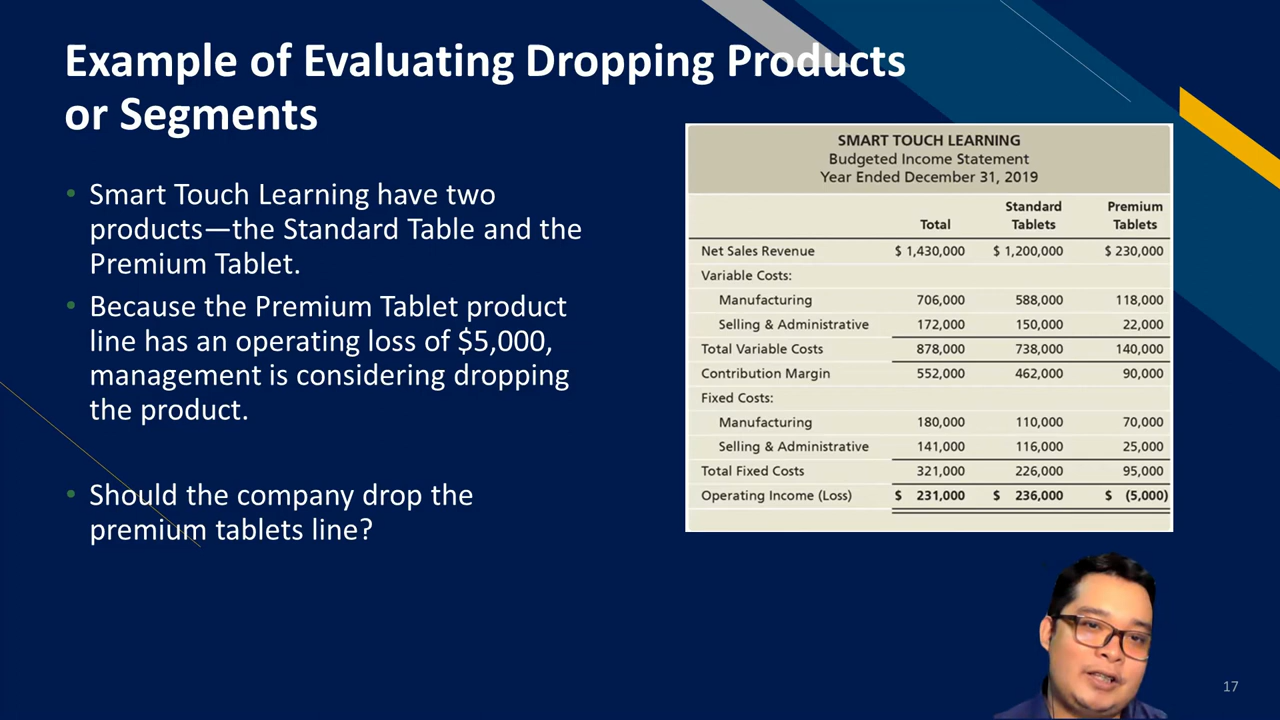 Example of Evaluating Dropping Products
or Segments
• Smart Touch Learning have two
products—the Standard Table and the
Premium Tablet.
• Because the Premium Tablet product
line has an operating loss of $5,000,
management is considering dropping
the product.
• Should the company drop the
premium tablets line?
SMART TOUCH LEARNING
Budgeted Income Statement
Year Ended December 31, 2019
Total Standard Tablets Premium Tablets
Net Sales Revenue $ 1,430,000 $ 1,200,000 $ 230,000
Variable Costs:
Manufacturing 706,000 588,000 118,000
Selling & Administrative 172,000 150,000 22,000
Total Variable Costs 878,000 738,000 140,000
Contribution Margin 552,000 462,000 90,000
Fixed Costs:
Manufacturing 180,000 110,000 70,000
Selling & Administrative 141,000 116,000 25,000
Total Fixed Costs 321,000 226,000 95,000
Operating Income (Loss) $ 231,000 $ 236,000 $ (5,000)
17